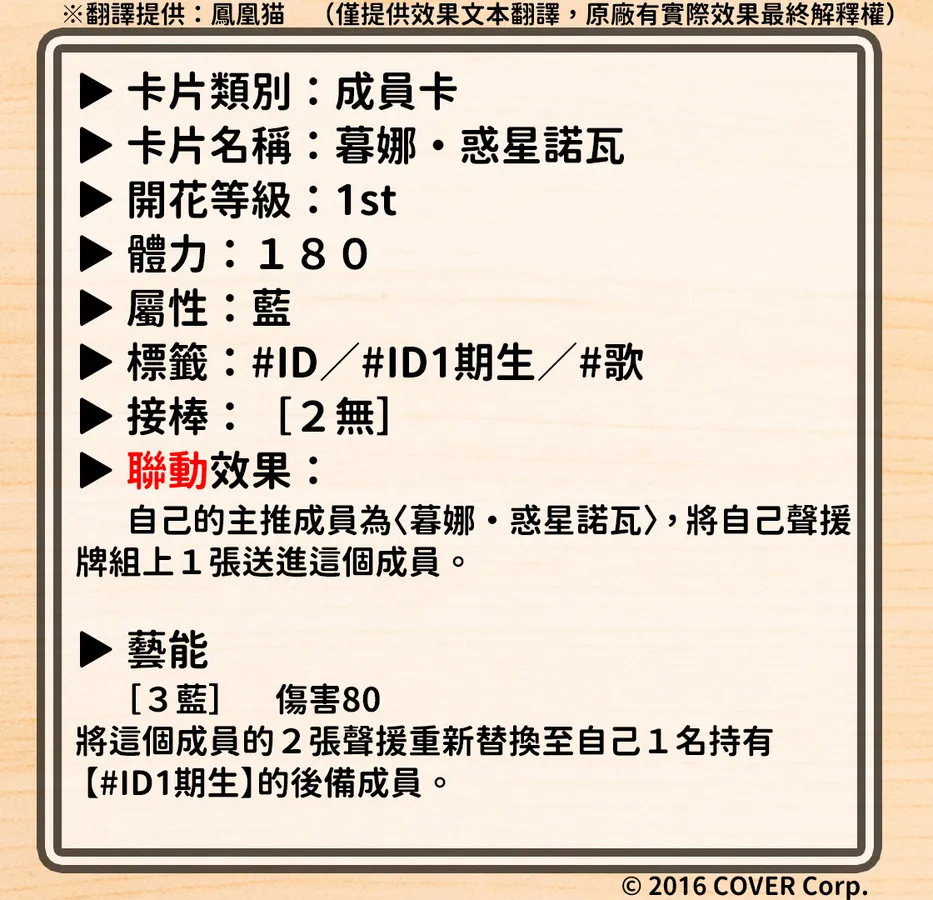 ※翻譯提供：鳳凰猫　（僅提供效果文本翻譯，原廠有實際效果最終解釋權）
▶ 卡片類別：成員卡
▶ 卡片名稱：暮娜・惑星諾瓦
▶ 開花等級：1st
▶ 體力：１８０
▶ 屬性：藍
▶ 標籤：#ID／#ID1期生／#歌
▶ 接棒：［２無］
▶ 聯動效果：
自己的主推成員為〈暮娜・惑星諾瓦〉，將自己聲援
牌組上１張送進這個成員。
▶ 藝能
［３藍］　傷害80
將這個成員的２張聲援重新替換至自己１名持有
【#ID1期生】的後備成員。
© 2016 COVER Corp.